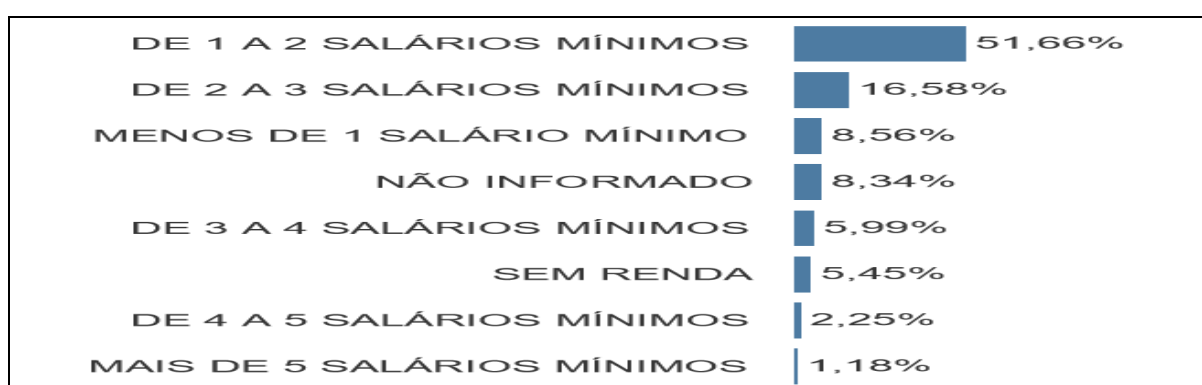 DE 1 A 2 SALÁRIOS MÍNIMOS 51,66%
DE 2 A 3 SALÁRIOS MÍNIMOS 16,58%
MENOS DE 1 SALÁRIO MÍNIMO 8,56%
NÃO INFORMADO 8,34%
DE 3 A 4 SALÁRIOS MÍNIMOS 5,99%
SEM RENDA 5,45%
DE 4 A 5 SALÁRIOS MÍNIMOS 2,25%
MAIS DE 5 SALÁRIOS MÍNIMOS 1,18%